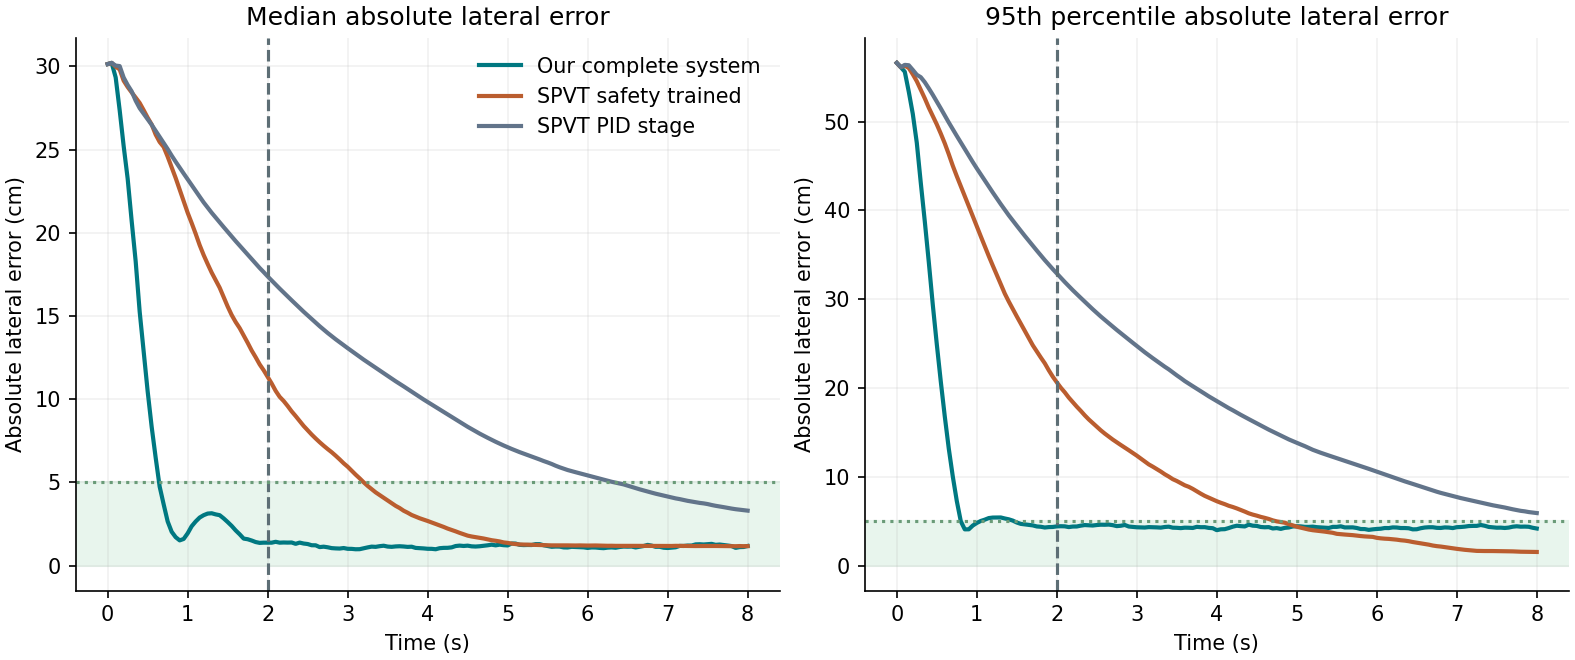 Median absolute lateral error
Absolute lateral error (cm)
30
25
20
15
10
5
0
Our complete system
SPVT safety trained
SPVT PID stage
0 1 2 3 4 5 6 7 8
Time (s)
95th percentile absolute lateral error
Absolute lateral error (cm)
50
40
30
20
10
0
0 1 2 3 4 5 6 7 8
Time (s)